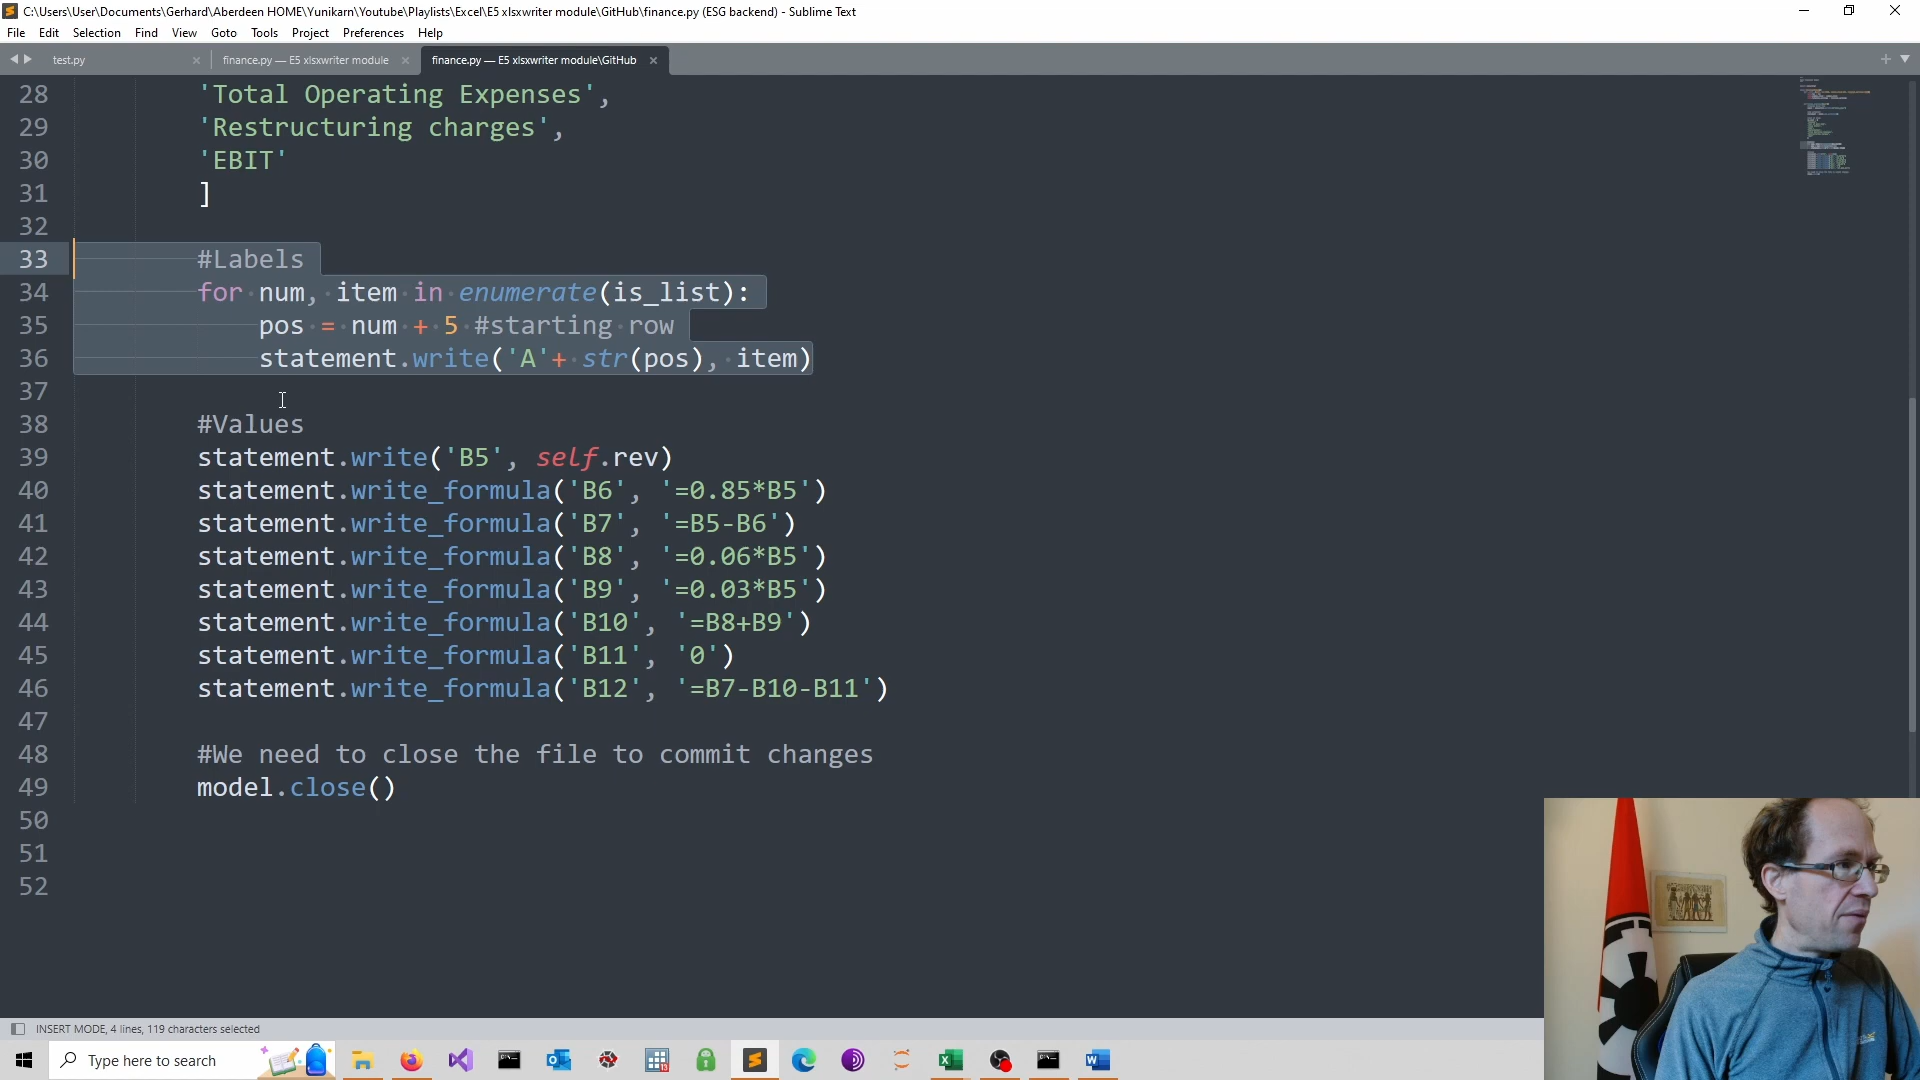 C:\Users\User\Documents\Gerhard\Aberdeen HOME\Yunikarn\Youtube\Playlists\Excel\E5 xlsxwriter module\GitHub\finance.py (ESG backend) - Sublime Text
File Edit Selection Find View Goto Tools Project Preferences Help
test.py
finance.py — E5 xlsxwriter module
finance.py — E5 xlsxwriter module\GitHub
28 'Total Operating Expenses',
29 'Restructuring charges',
30 'EBIT'
31 ]
32
33 #Labels
34 for num, item in enumerate(is_list):
35 pos = num + 5 #starting row
36 statement.write('A'+ str(pos), item)
37
38 #Values
39 statement.write('B5', self.rev)
40 statement.write_formula('B6', '=0.85*B5')
41 statement.write_formula('B7', '=B5-B6')
42 statement.write_formula('B8', '=0.06*B5')
43 statement.write_formula('B9', '=0.03*B5')
44 statement.write_formula('B10', '=B8+B9')
45 statement.write_formula('B11', '0')
46 statement.write_formula('B12', '=B7-B10-B11')
47
48 #We need to close the file to commit changes
49 model.close()
50
51
52
INSERT MODE, 4 lines, 119 characters selected
Type here to search